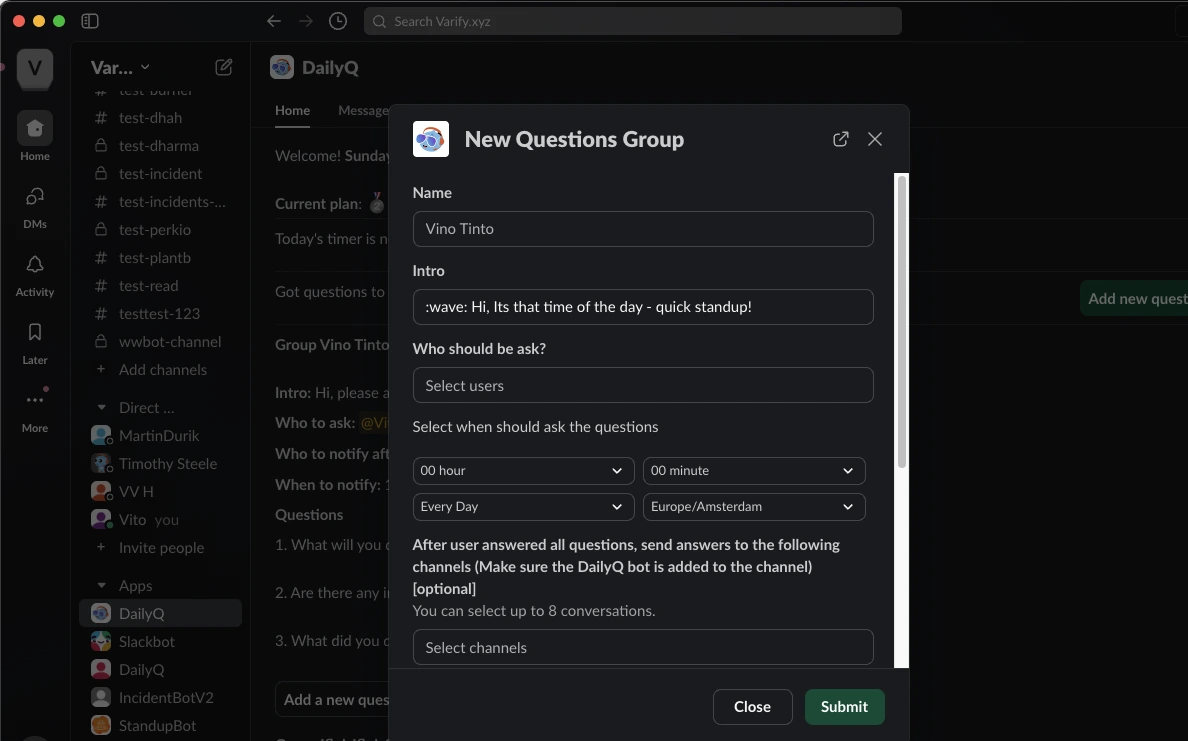 Search Varify.xyz
V
Home
DMs
Activity
Later
More
Var...
test-burner
test-dhah
test-dharma
test-incident
test-incidents-...
test-perkio
test-plantb
test-read
testtest-123
wwbot-channel
Add channels
Direct ...
MartinDurik
Timothy Steele
VV H
Vito you
Invite people
Apps
DailyQ
Slackbot
DailyQ
IncidentBotV2
StandupBot
DailyQ
Home Message
Welcome! Sunday
Current plan:
Today's timer is n
Got questions to
Add new quest
Group Vino Tinto
Intro: Hi, please a
Who to ask: @Vi
Who to notify aft
When to notify: 1
Questions
1. What will you d
2. Are there any i
3. What did you d
Add a new ques
New Questions Group
Name
Vino Tinto
Intro
:wave: Hi, Its that time of the day - quick standup!
Who should be ask?
Select users
Select when should ask the questions
00 hour 00 minute
Every Day Europe/Amsterdam
After user answered all questions, send answers to the following
channels (Make sure the DailyQ bot is added to the channel)
[optional]
You can select up to 8 conversations.
Select channels
Close Submit